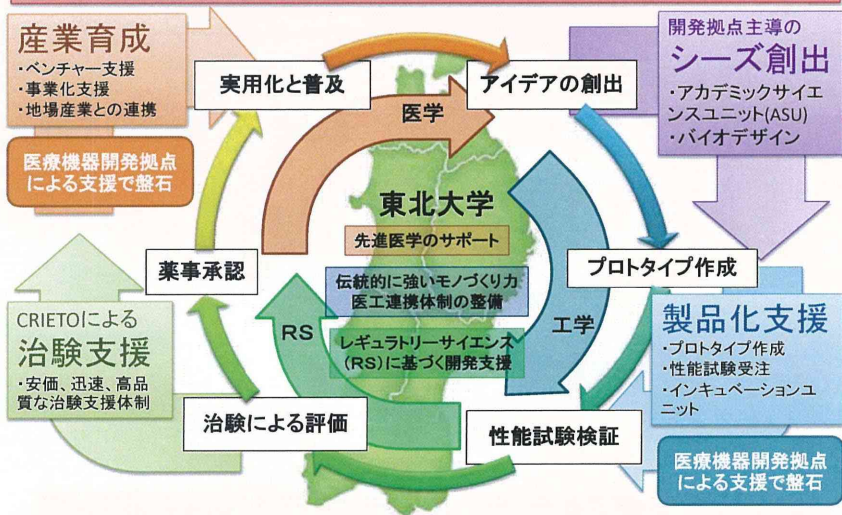 産業育成
・ベンチャー支援
・事業化支援
・地場産業との連携
医療機器開発拠点
による支援で盤石
実用化と普及
アイデアの創出
開発拠点主導の
シーズ創出
・アカデミックサイエ
ンスユニット(ASU)
・バイオデザイン
医学
東北大学
先進医学のサポート
伝統的に強いモノづくり力
医工連携体制の整備
レギュラトリーサイエンス
(RS)に基づく開発支援
RS
工学
薬事承認
プロトタイプ作成
CRIETOによる
治験支援
・安価、迅速、高品
質な治験支援体制
治験による評価
性能試験検証
製品化支援
・プロトタイプ作成
・性能試験受注
・インキュベーションユ
ニット
医療機器開発拠点
による支援で盤石